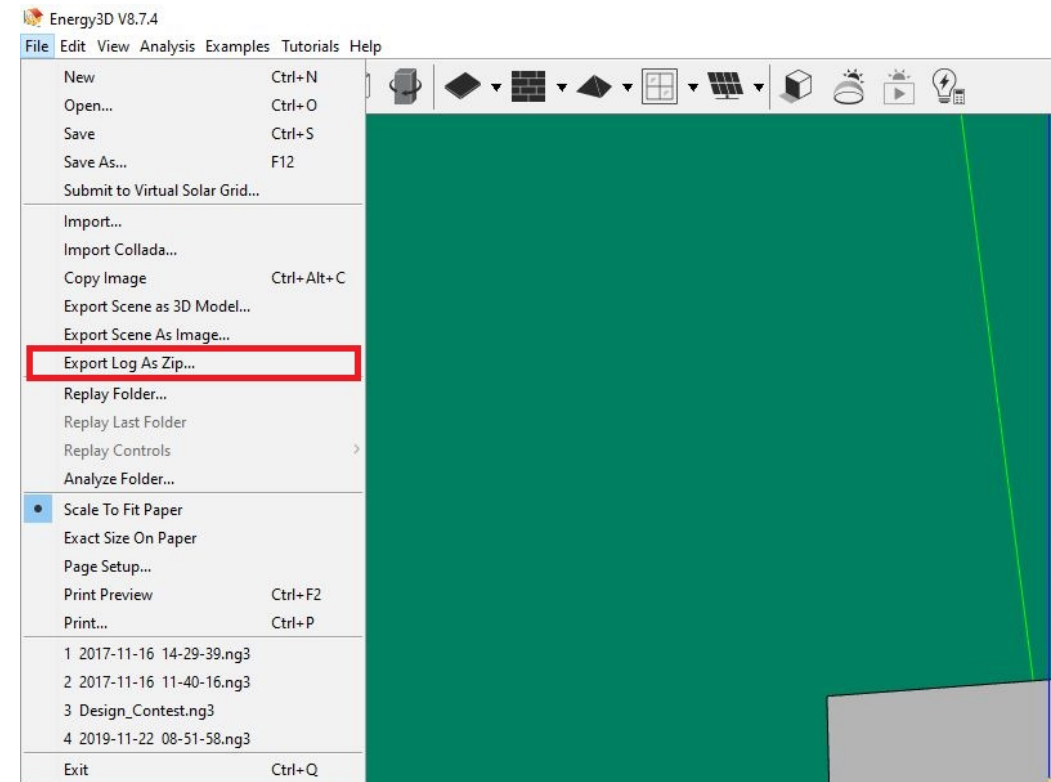 Energy3D V8.7.4
File Edit View Analysis Examples Tutorials Help
New Ctrl+N
Open... Ctrl+O
Save Ctrl+S
Save As... F12
Submit to Virtual Solar Grid...
Import...
Import Collada...
Copy Image Ctrl+Alt+C
Export Scene as 3D Model...
Export Scene As Image...
Export Log As Zip...
Replay Folder...
Replay Last Folder
Replay Controls
Analyze Folder...
Scale To Fit Paper
Exact Size On Paper
Page Setup...
Print Preview Ctrl+F2
Print... Ctrl+P
1 2017-11-16 14-29-39.ng3
2 2017-11-16 11-40-16.ng3
3 Design_Contest.ng3
4 2019-11-22 08-51-58.ng3
Exit Ctrl+Q